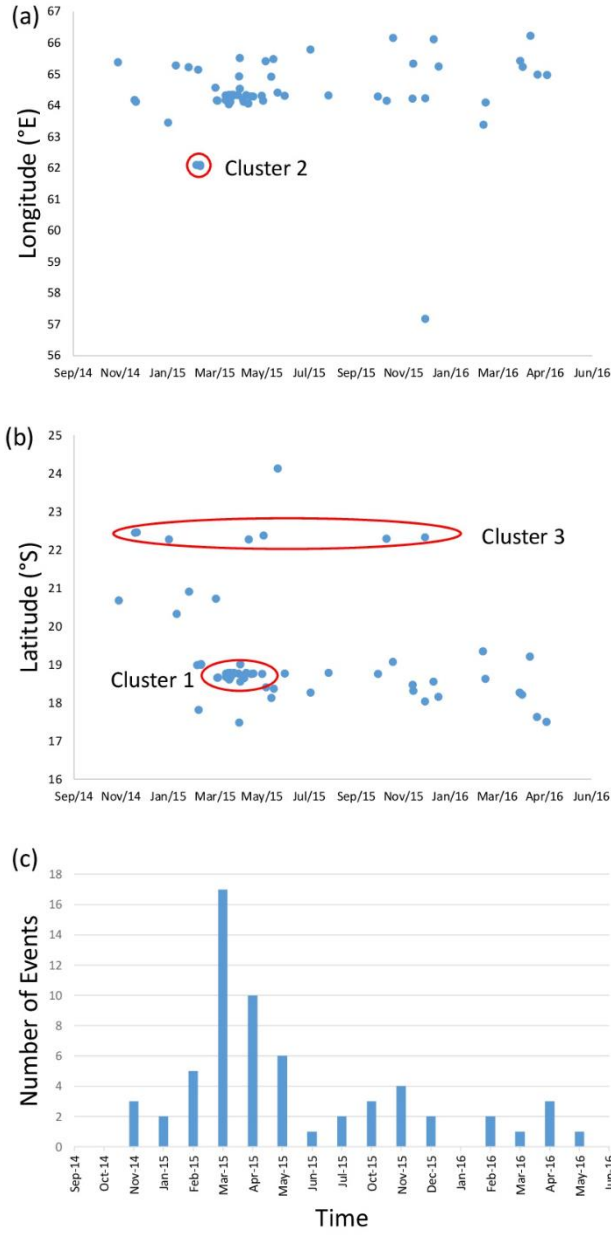 (a)
67
66
65
64
63
62
61
60
59
58
57
56
Longitude (°E)
Cluster 2
Sep/14 Nov/14 Jan/15 Mar/15 May/15 Jul/15 Sep/15 Nov/15 Jan/16 Mar/16 Apr/16 Jun/16
(b)
25
24
23
22
21
20
19
18
17
16
Latitude (°S)
Cluster 3
Cluster 1
Sep/14 Nov/14 Jan/15 Mar/15 May/15 Jul/15 Sep/15 Nov/15 Jan/16 Mar/16 Apr/16 Jun/16
(c)
18
16
14
12
10
8
6
4
2
0
Number of Events
Sep-14
Oct-14
Nov-14
Jan-15
Feb-15
Mar-15
Apr-15
May-15
Jun-15
Jul-15
Oct-15
Nov-15
Dec-15
Jan-16
Feb-16
Mar-16
Apr-16
May-16
Jun-16
Time